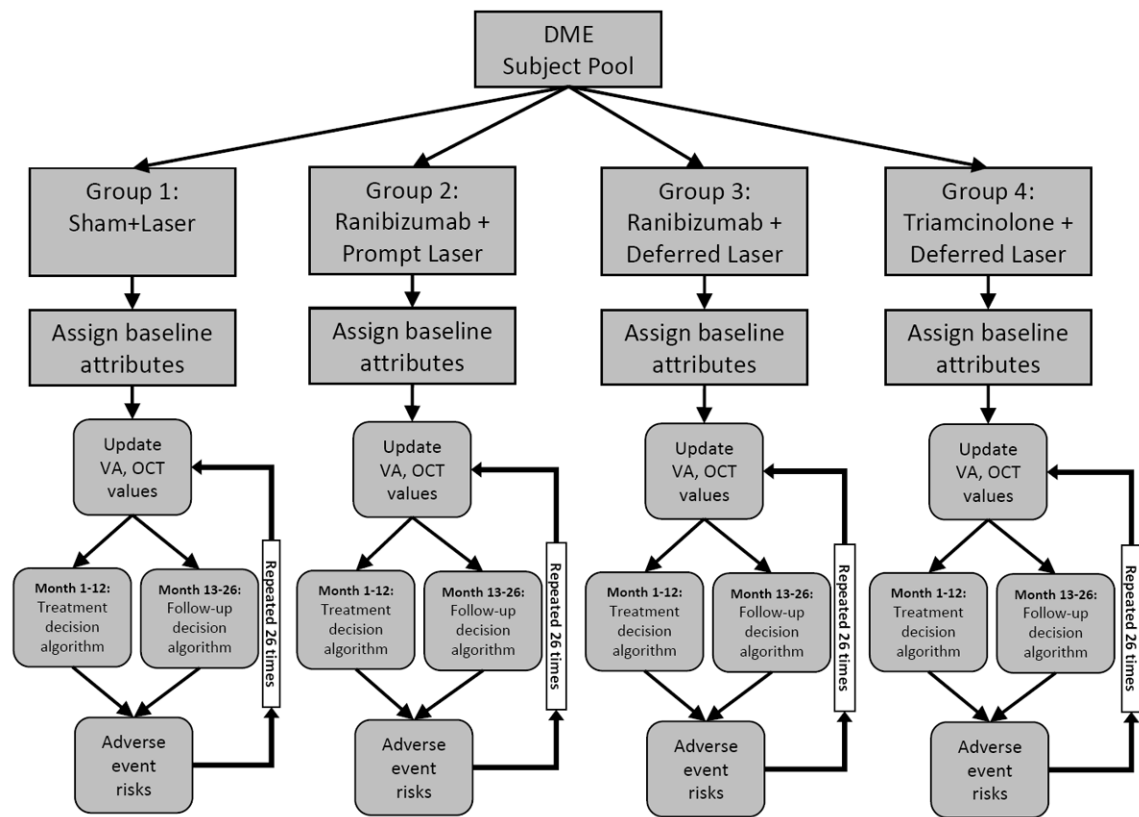 DME
Subject Pool
Group 1:
Sham+Laser
Group 2:
Ranibizumab +
Prompt Laser
Group 3:
Ranibizumab +
Deferred Laser
Group 4:
Triamcinolone +
Deferred Laser
Assign baseline
attributes
Assign baseline
attributes
Assign baseline
attributes
Assign baseline
attributes
Update
VA, OCT
values
Update
VA, OCT
values
Update
VA, OCT
values
Update
VA, OCT
values
Month 1-12:
Treatment
decision
algorithm
Month 13-26:
Follow-up
decision
algorithm
Repeated 26 times
Month 1-12:
Treatment
decision
algorithm
Month 13-26:
Follow-up
decision
algorithm
Repeated 26 times
Month 1-12:
Treatment
decision
algorithm
Month 13-26:
Follow-up
decision
algorithm
Repeated 26 times
Month 1-12:
Treatment
decision
algorithm
Month 13-26:
Follow-up
decision
algorithm
Repeated 26 times
Adverse
event
risks
Adverse
event
risks
Adverse
event
risks
Adverse
event
risks